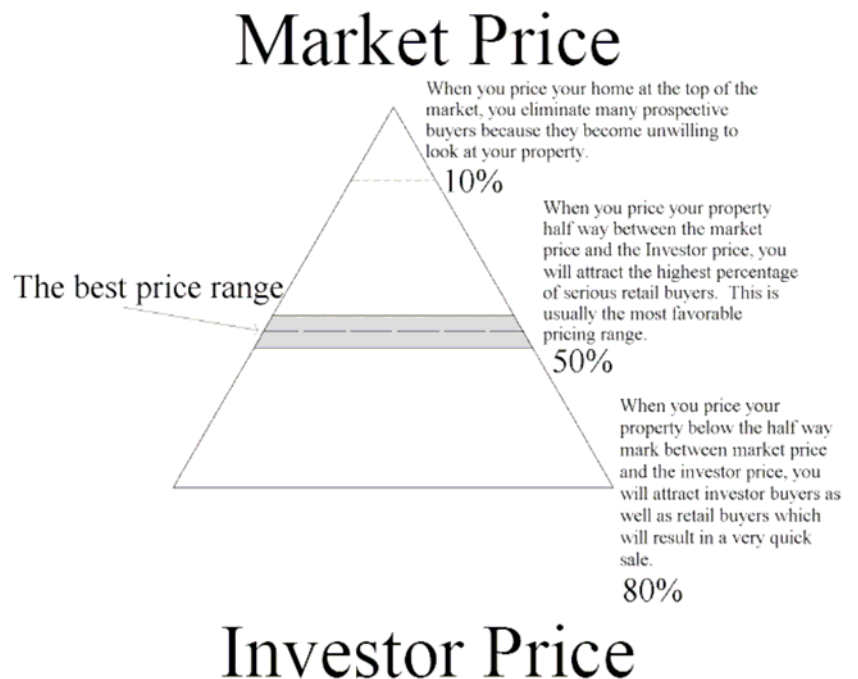 Market Price
When you price your home at the top of the
market, you eliminate many prospective
buyers because they become unwilling to
look at your property.
10%
When you price your property
half way between the market
price and the Investor price, you
will attract the highest percentage
of serious retail buyers. This is
usually the most favorable
pricing range.
50%
The best price range
When you price your
property below the half way
mark between market price
and the investor price, you
will attract investor buyers as
well as retail buyers which
will result in a very quick
sale.
80%
Investor Price